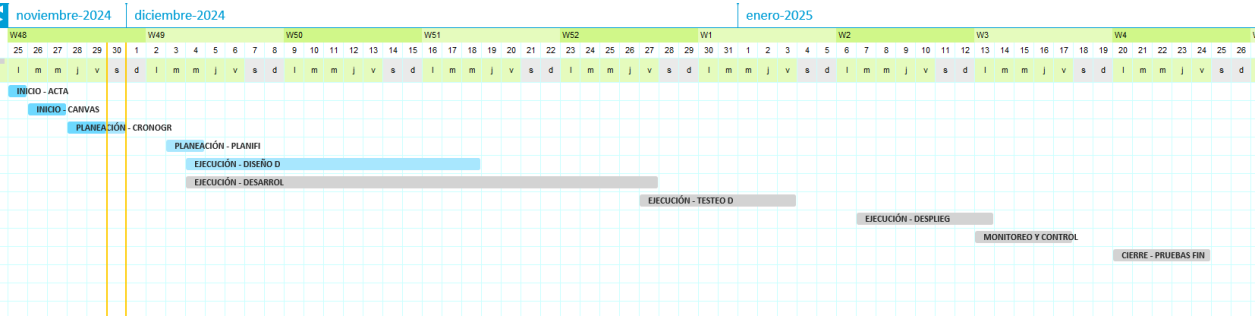 noviembre-2024 diciembre-2024 enero-2025
W48 W49 W50 W51 W52 W1 W2 W3 W4
25 26 27 28 29 30 1 2 3 4 5 6 7 8 9 10 11 12 13 14 15 16 17 18 19 20 21 22 23 24 25 26 27 28 29 30 31 1 2 3 4 5 6 7 8 9 10 11 12 13 14 15 16 17 18 19 20 21 22 23 24 25 26
l m m j v s d l m m j v s d l m m j v s d l m m j v s d l m m j v s d l m m j v s d l m m j v s d l m m j v s d l m m j v s d
INICIO - ACTA
INICIO - CANVAS
PLANEACIÓN - CRONOGR
PLANEACIÓN - PLANIFI
EJECUCIÓN - DISEÑO D
EJECUCIÓN - DESARROL
EJECUCIÓN - TESTEO D
EJECUCIÓN - DESPLIEG
MONITOREO Y CONTROL
CIERRE - PRUEBAS FIN